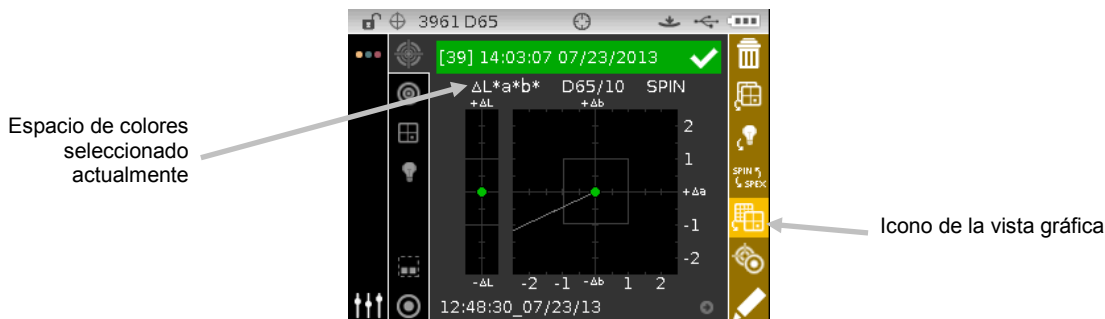 3961 D65
[39] 14:03:07 07/23/2013
ΔL*a*b* D65/10 SPIN
+ΔL +Δb
2
1
+Δa
-1
-2
-ΔL -2 -1 -Δb 1 2
12:48:30_07/23/13
SPIN
SPEX
Espacio de colores
seleccionado
actualmente
Icono de la vista gráfica